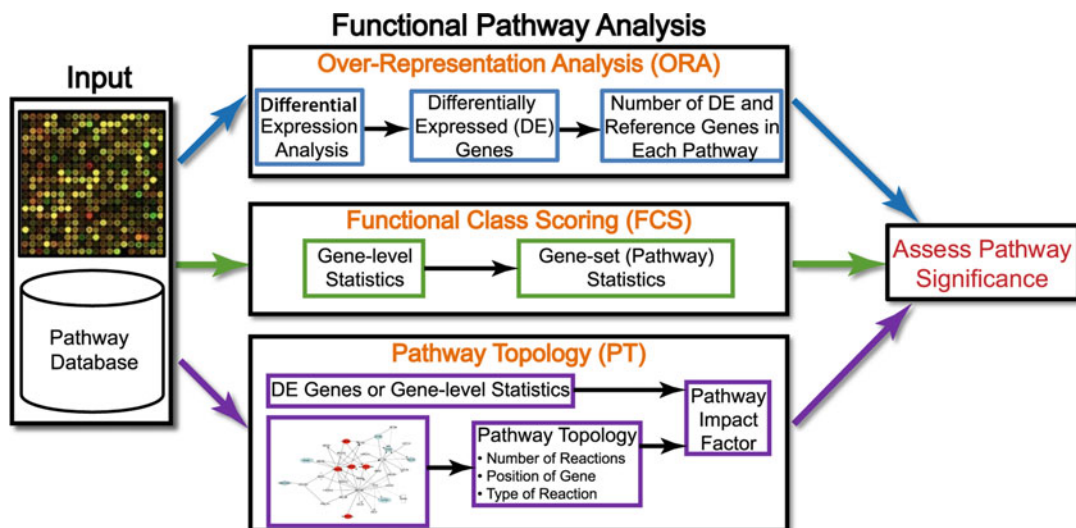 Functional Pathway Analysis
Input
Pathway
Database
Over-Representation Analysis (ORA)
Differential
Expression
Analysis
Differentially
Expressed (DE)
Genes
Number of DE and
Reference Genes in
Each Pathway
Functional Class Scoring (FCS)
Gene-level
Statistics
Gene-set (Pathway)
Statistics
Pathway Topology (PT)
DE Genes or Gene-level Statistics
Pathway Topology
• Number of Reactions
• Position of Gene
• Type of Reaction
Pathway
Impact
Factor
Assess Pathway
Significance